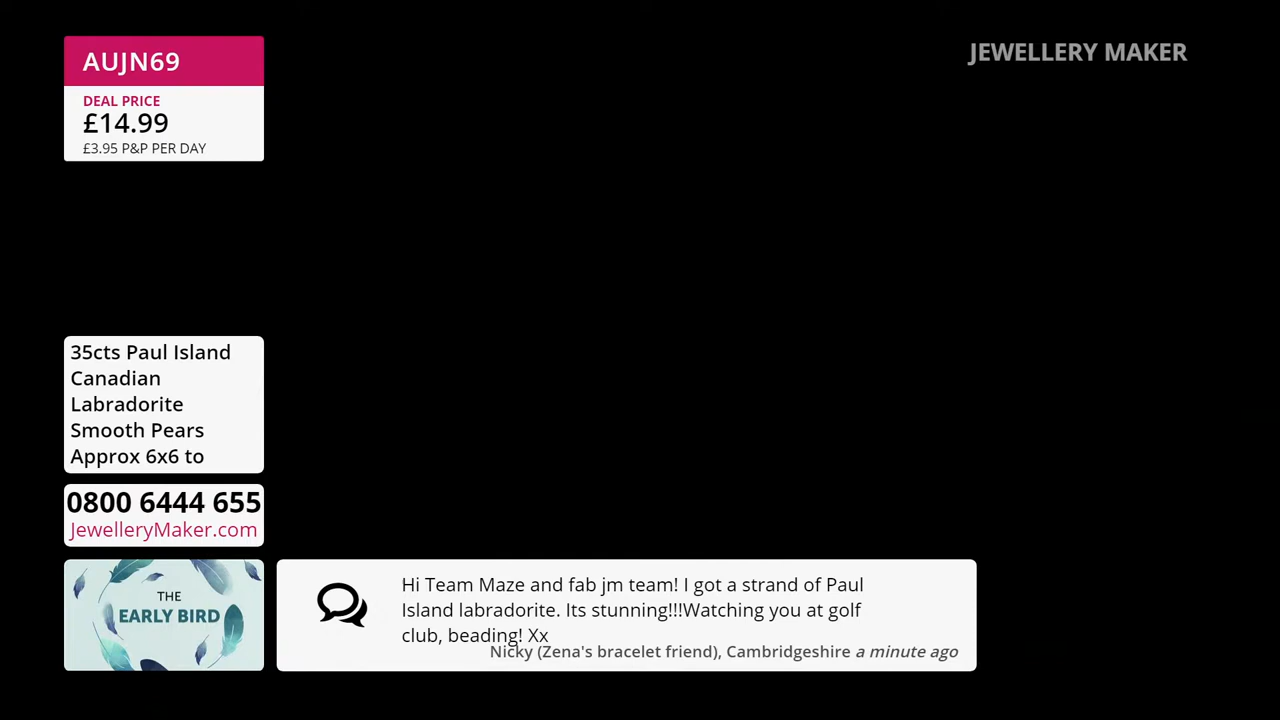 AUJN69
JEWELLERY MAKER
DEAL PRICE
£14.99
£3.95 P&P PER DAY
35cts Paul Island
Canadian
Labradorite
Smooth Pears
Approx 6x6 to
0800 6444 655
JewelleryMaker.com
THE
EARLY BIRD
Hi Team Maze and fab jm team! I got a strand of Paul
Island labradorite. Its stunning!!!Watching you at golf
club, beading! Xx
Nicky (Zena's bracelet friend), Cambridgeshire a minute ago